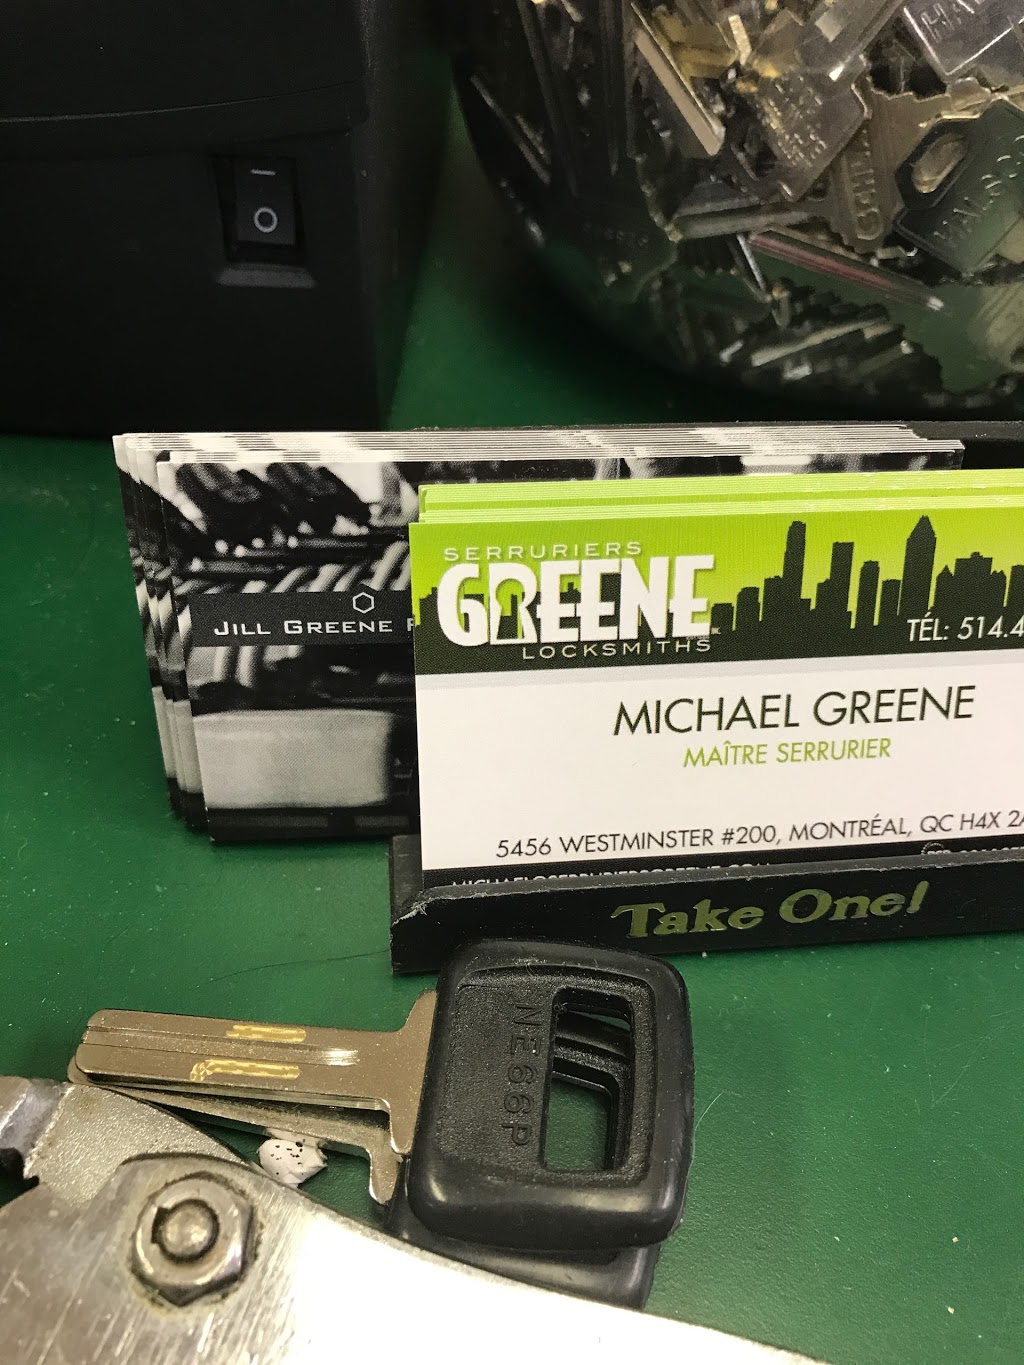 SERRURIERS
GREENE
LOCKSMITHS
TÉL: 514.4
JILL GREENE
MICHAEL GREENE
MAÎTRE SERRURIER
5456 WESTMINSTER #200, MONTRÉAL, QC H4X 2
Take One!
NE66P